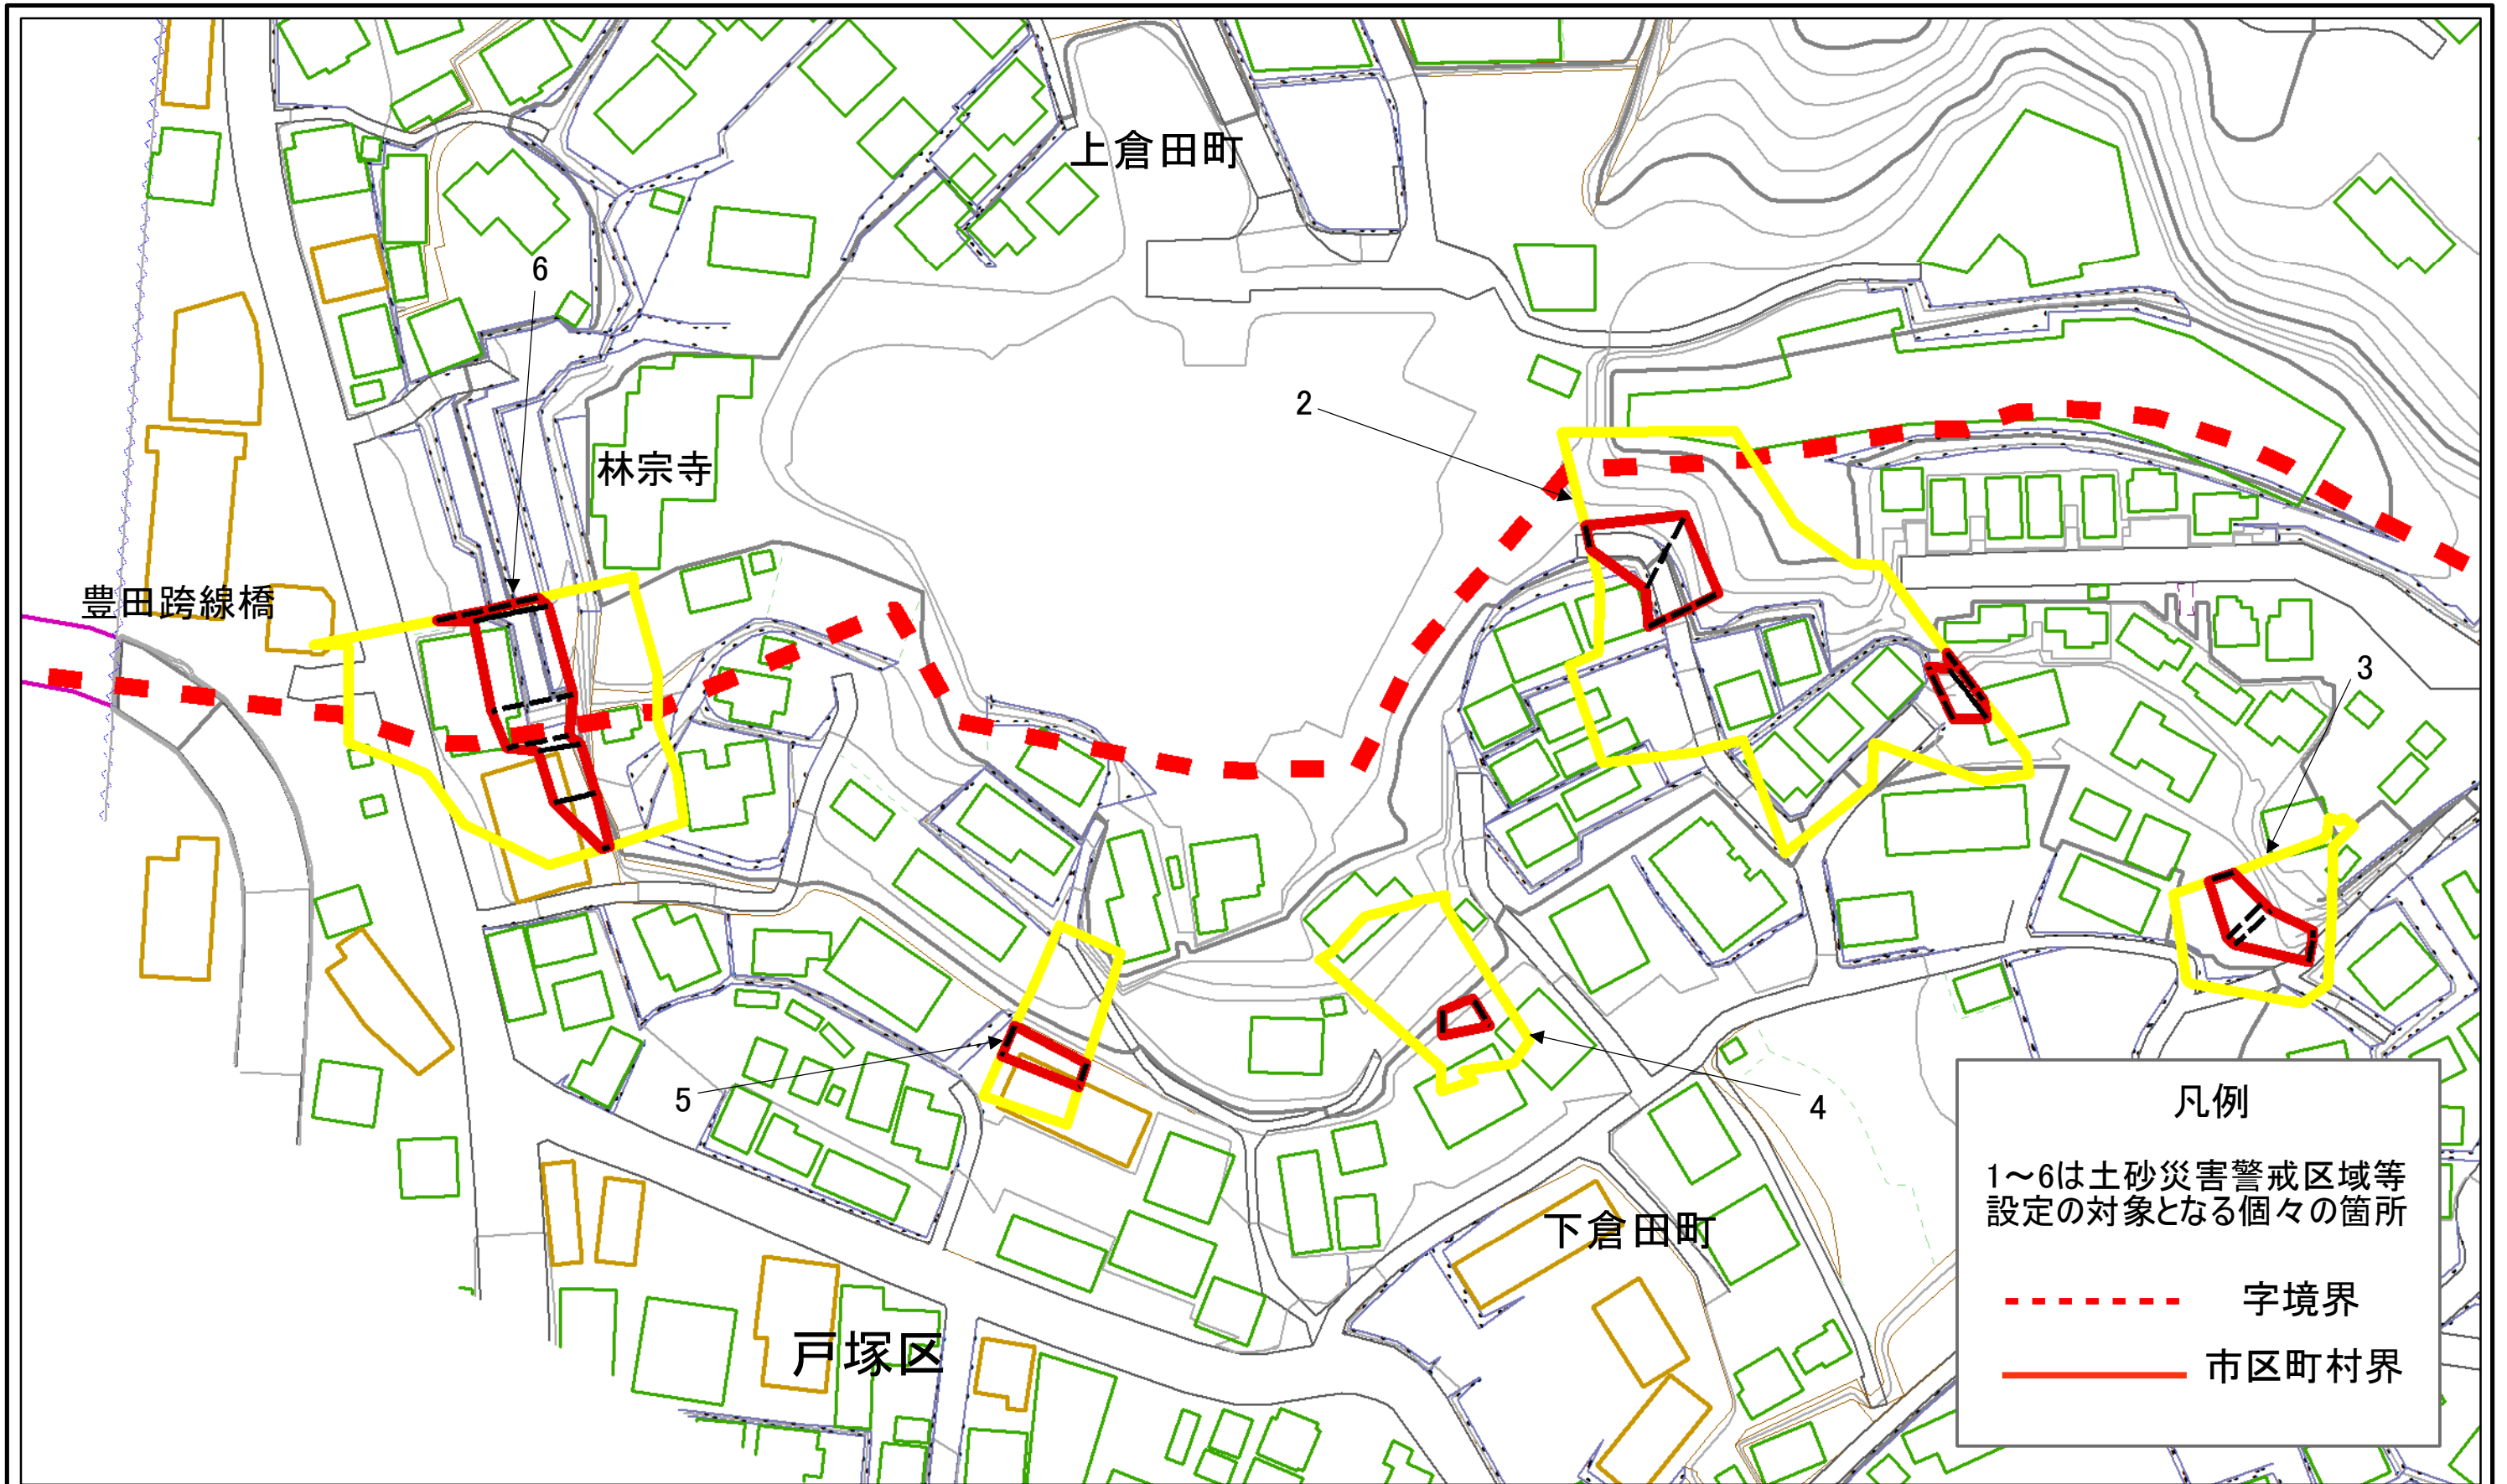 上倉田町
6
2
林宗寺
豊田跨線橋
3
5
4
凡例
1～6は土砂災害警戒区域等
設定の対象となる個々の箇所
字境界
市区町村界
下倉田町
戸塚区